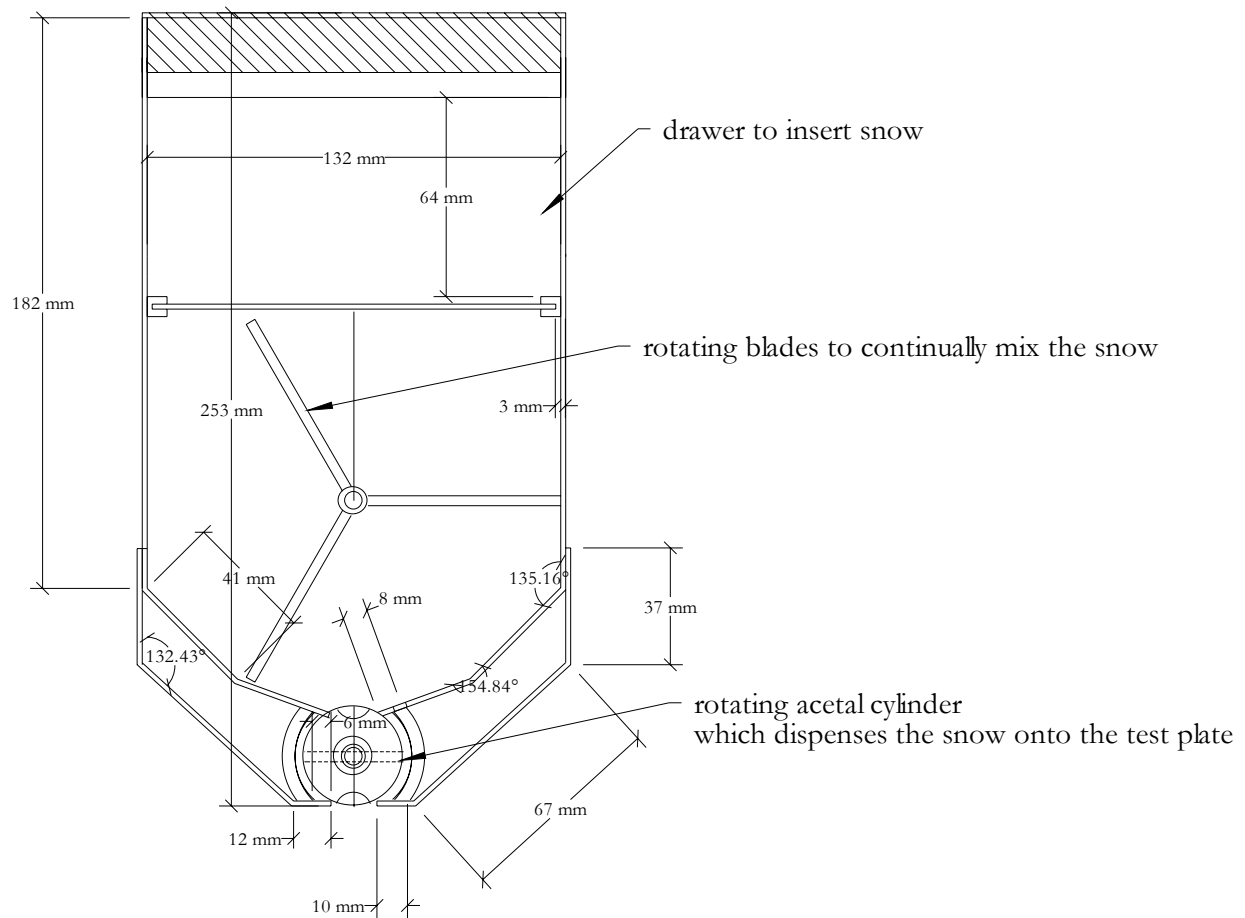 drawer to insert snow
132 mm
64 mm
182 mm
rotating blades to continually mix the snow
3 mm
253 mm
41 mm
135.16°
8 mm
37 mm
132.43°
154.84°
rotating acetal cylinder
which dispenses the snow onto the test plate
6 mm
67 mm
12 mm
10 mm